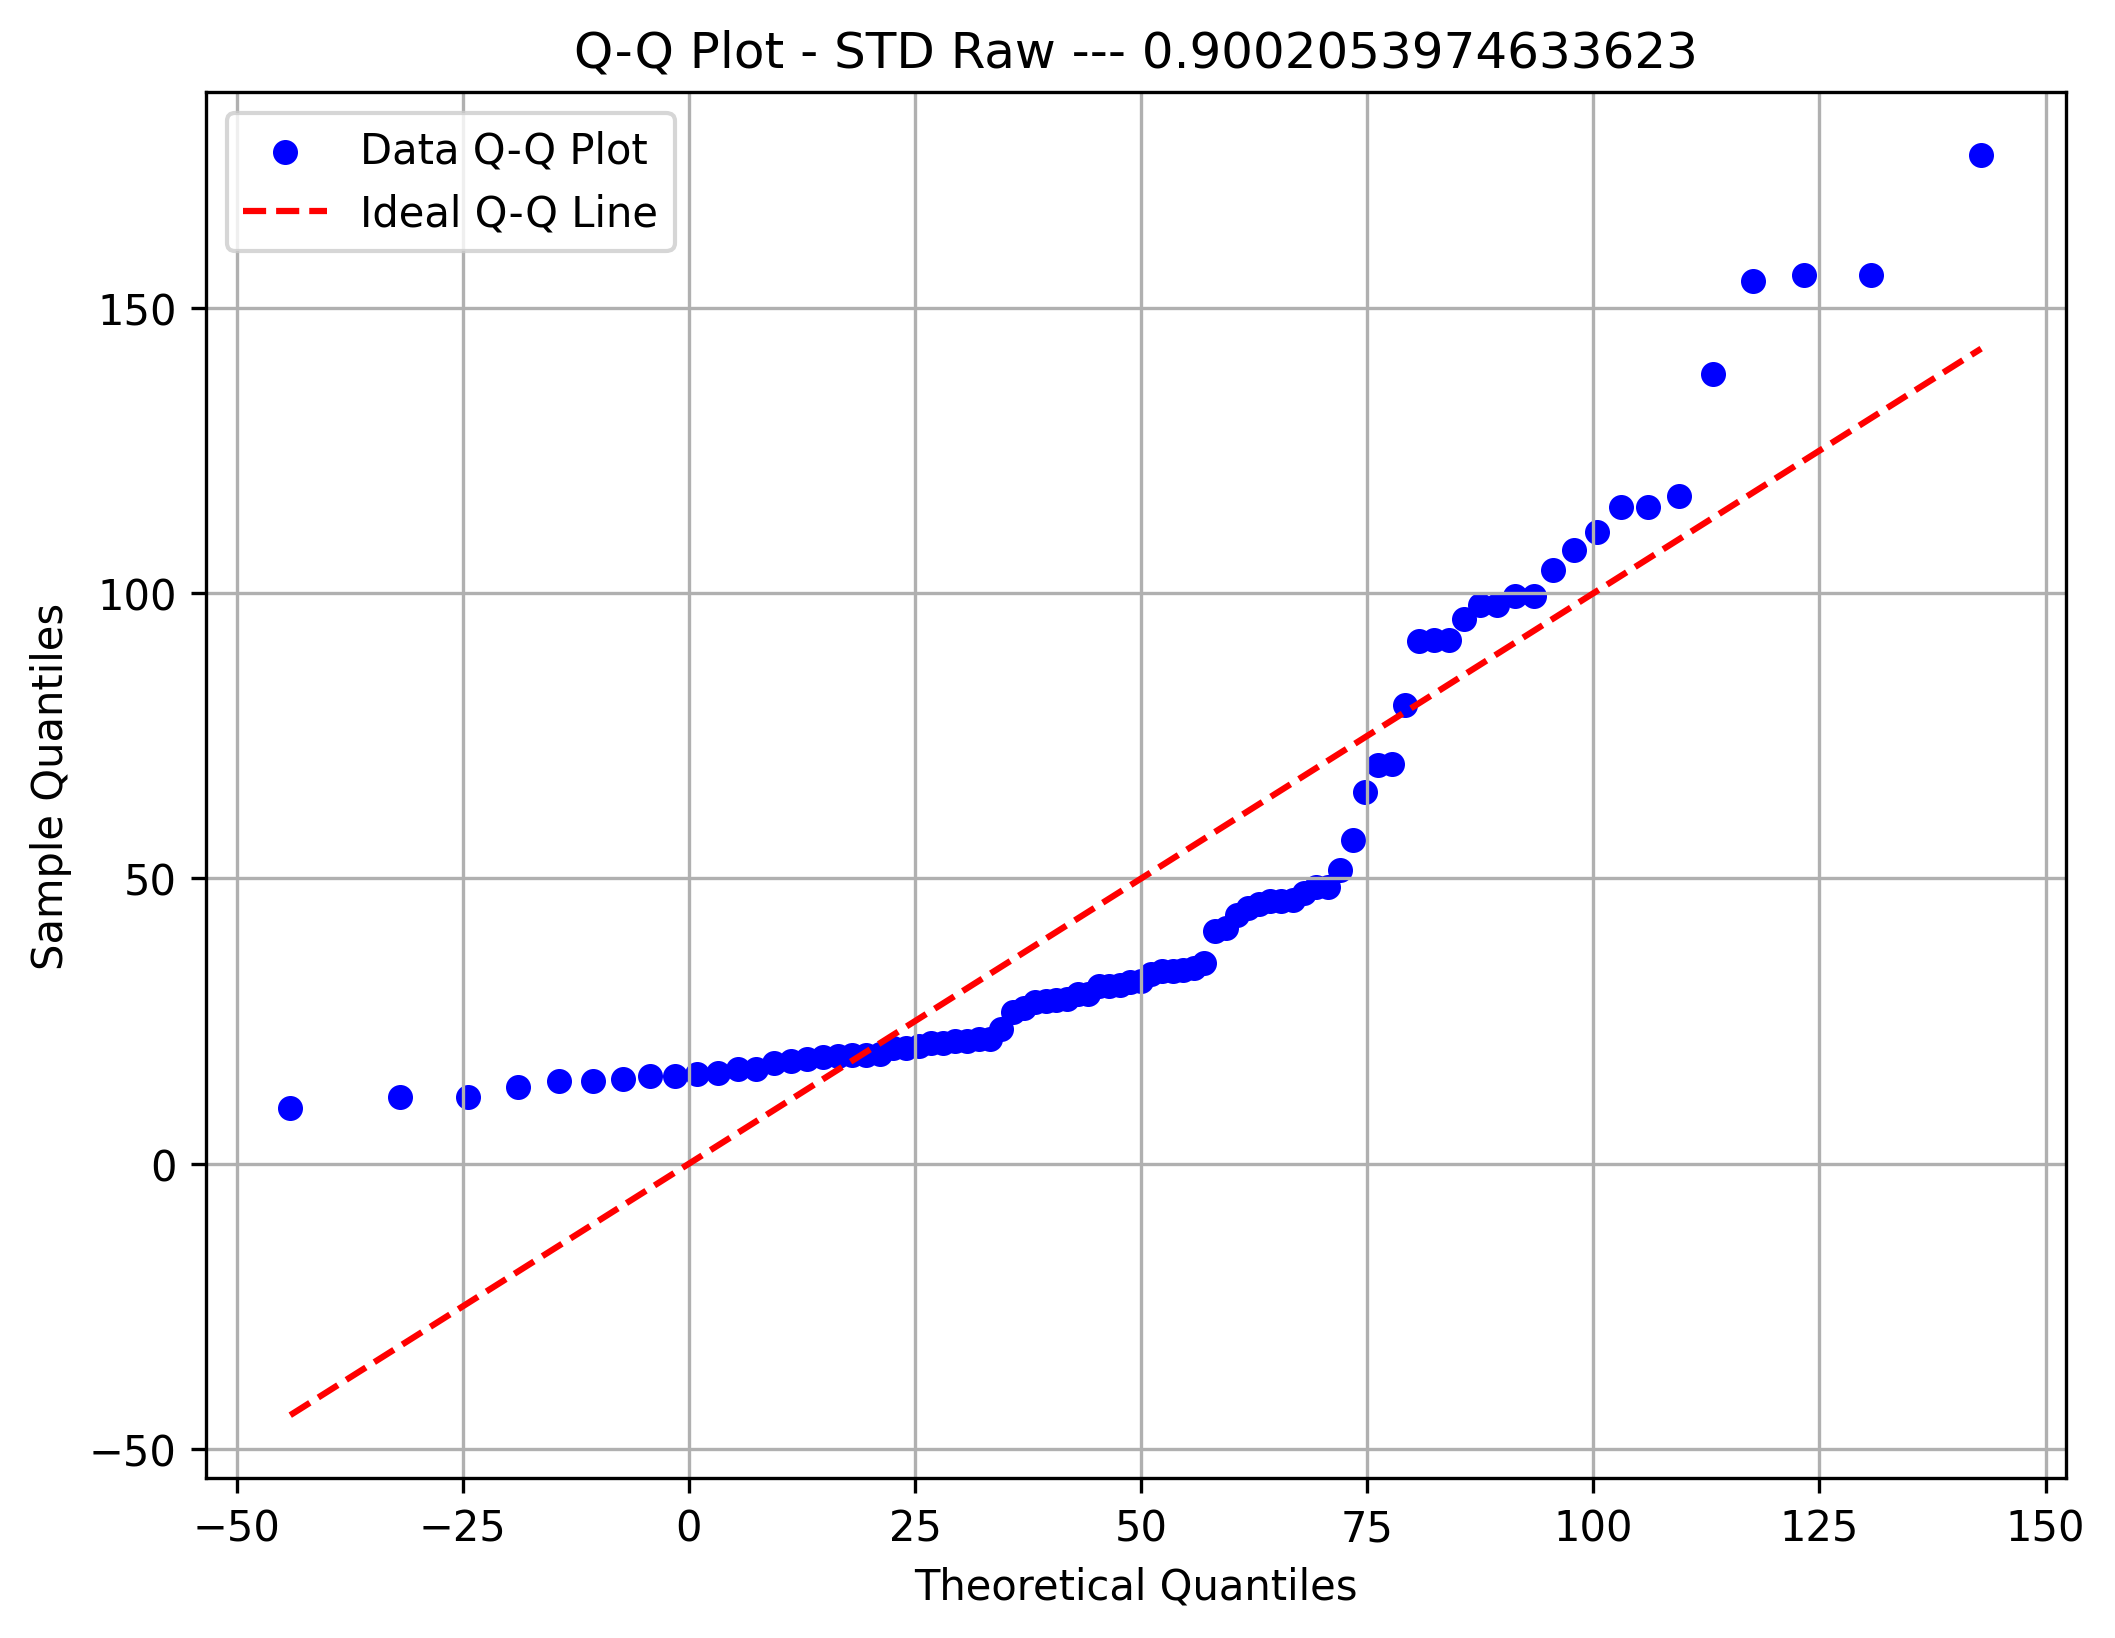 Q-Q Plot - STD Raw --- 0.9002053974633623
Data Q-Q Plot
Ideal Q-Q Line
150
100
50
0
−50
Sample Quantiles
−50 −25 0 25 50 75 100 125 150
Theoretical Quantiles